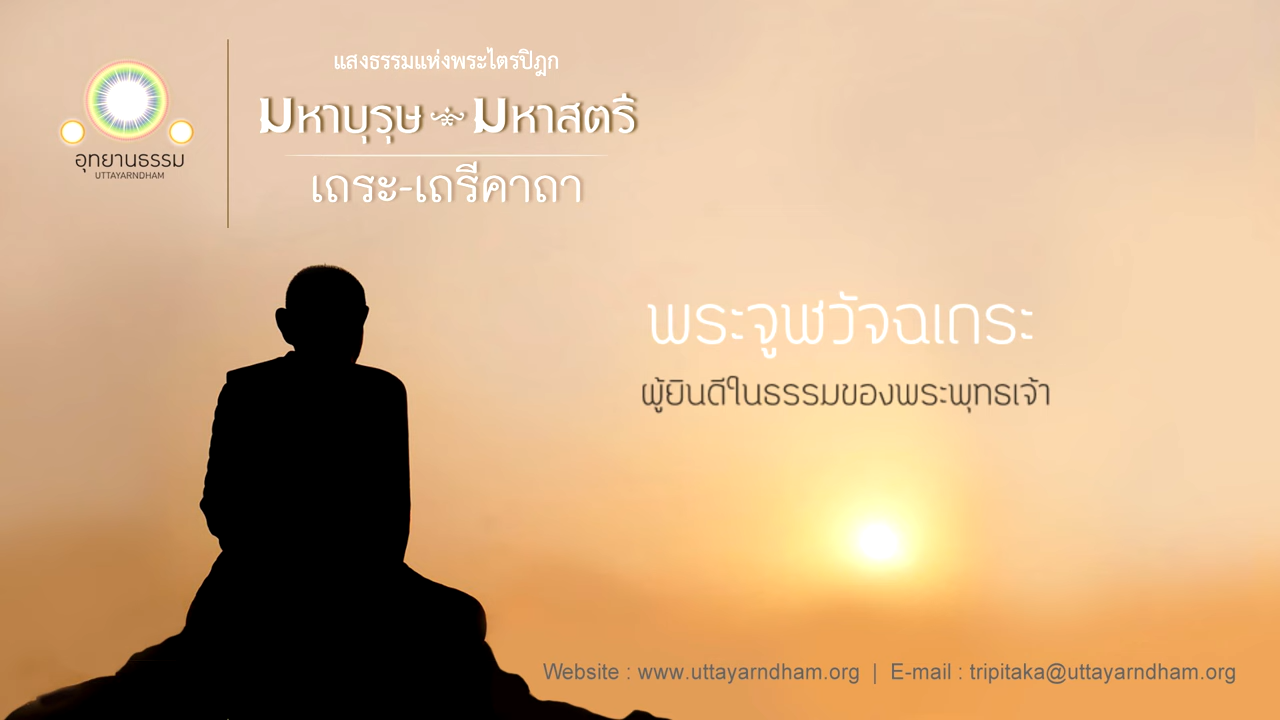 อุทยานธรรม
UTTAYARNDHAM
แสงธรรมแห่งพระไตรปิฎก
มหาบุรุษ มหาสตรี
เถระ-เถรีคาถา
พระจูฬวัจฉเถระ
ผู้ยินดีในธรรมของพระพุทธเจ้า
Website : www.uttayarndham.org | E-mail : tripitaka@uttayarndham.org